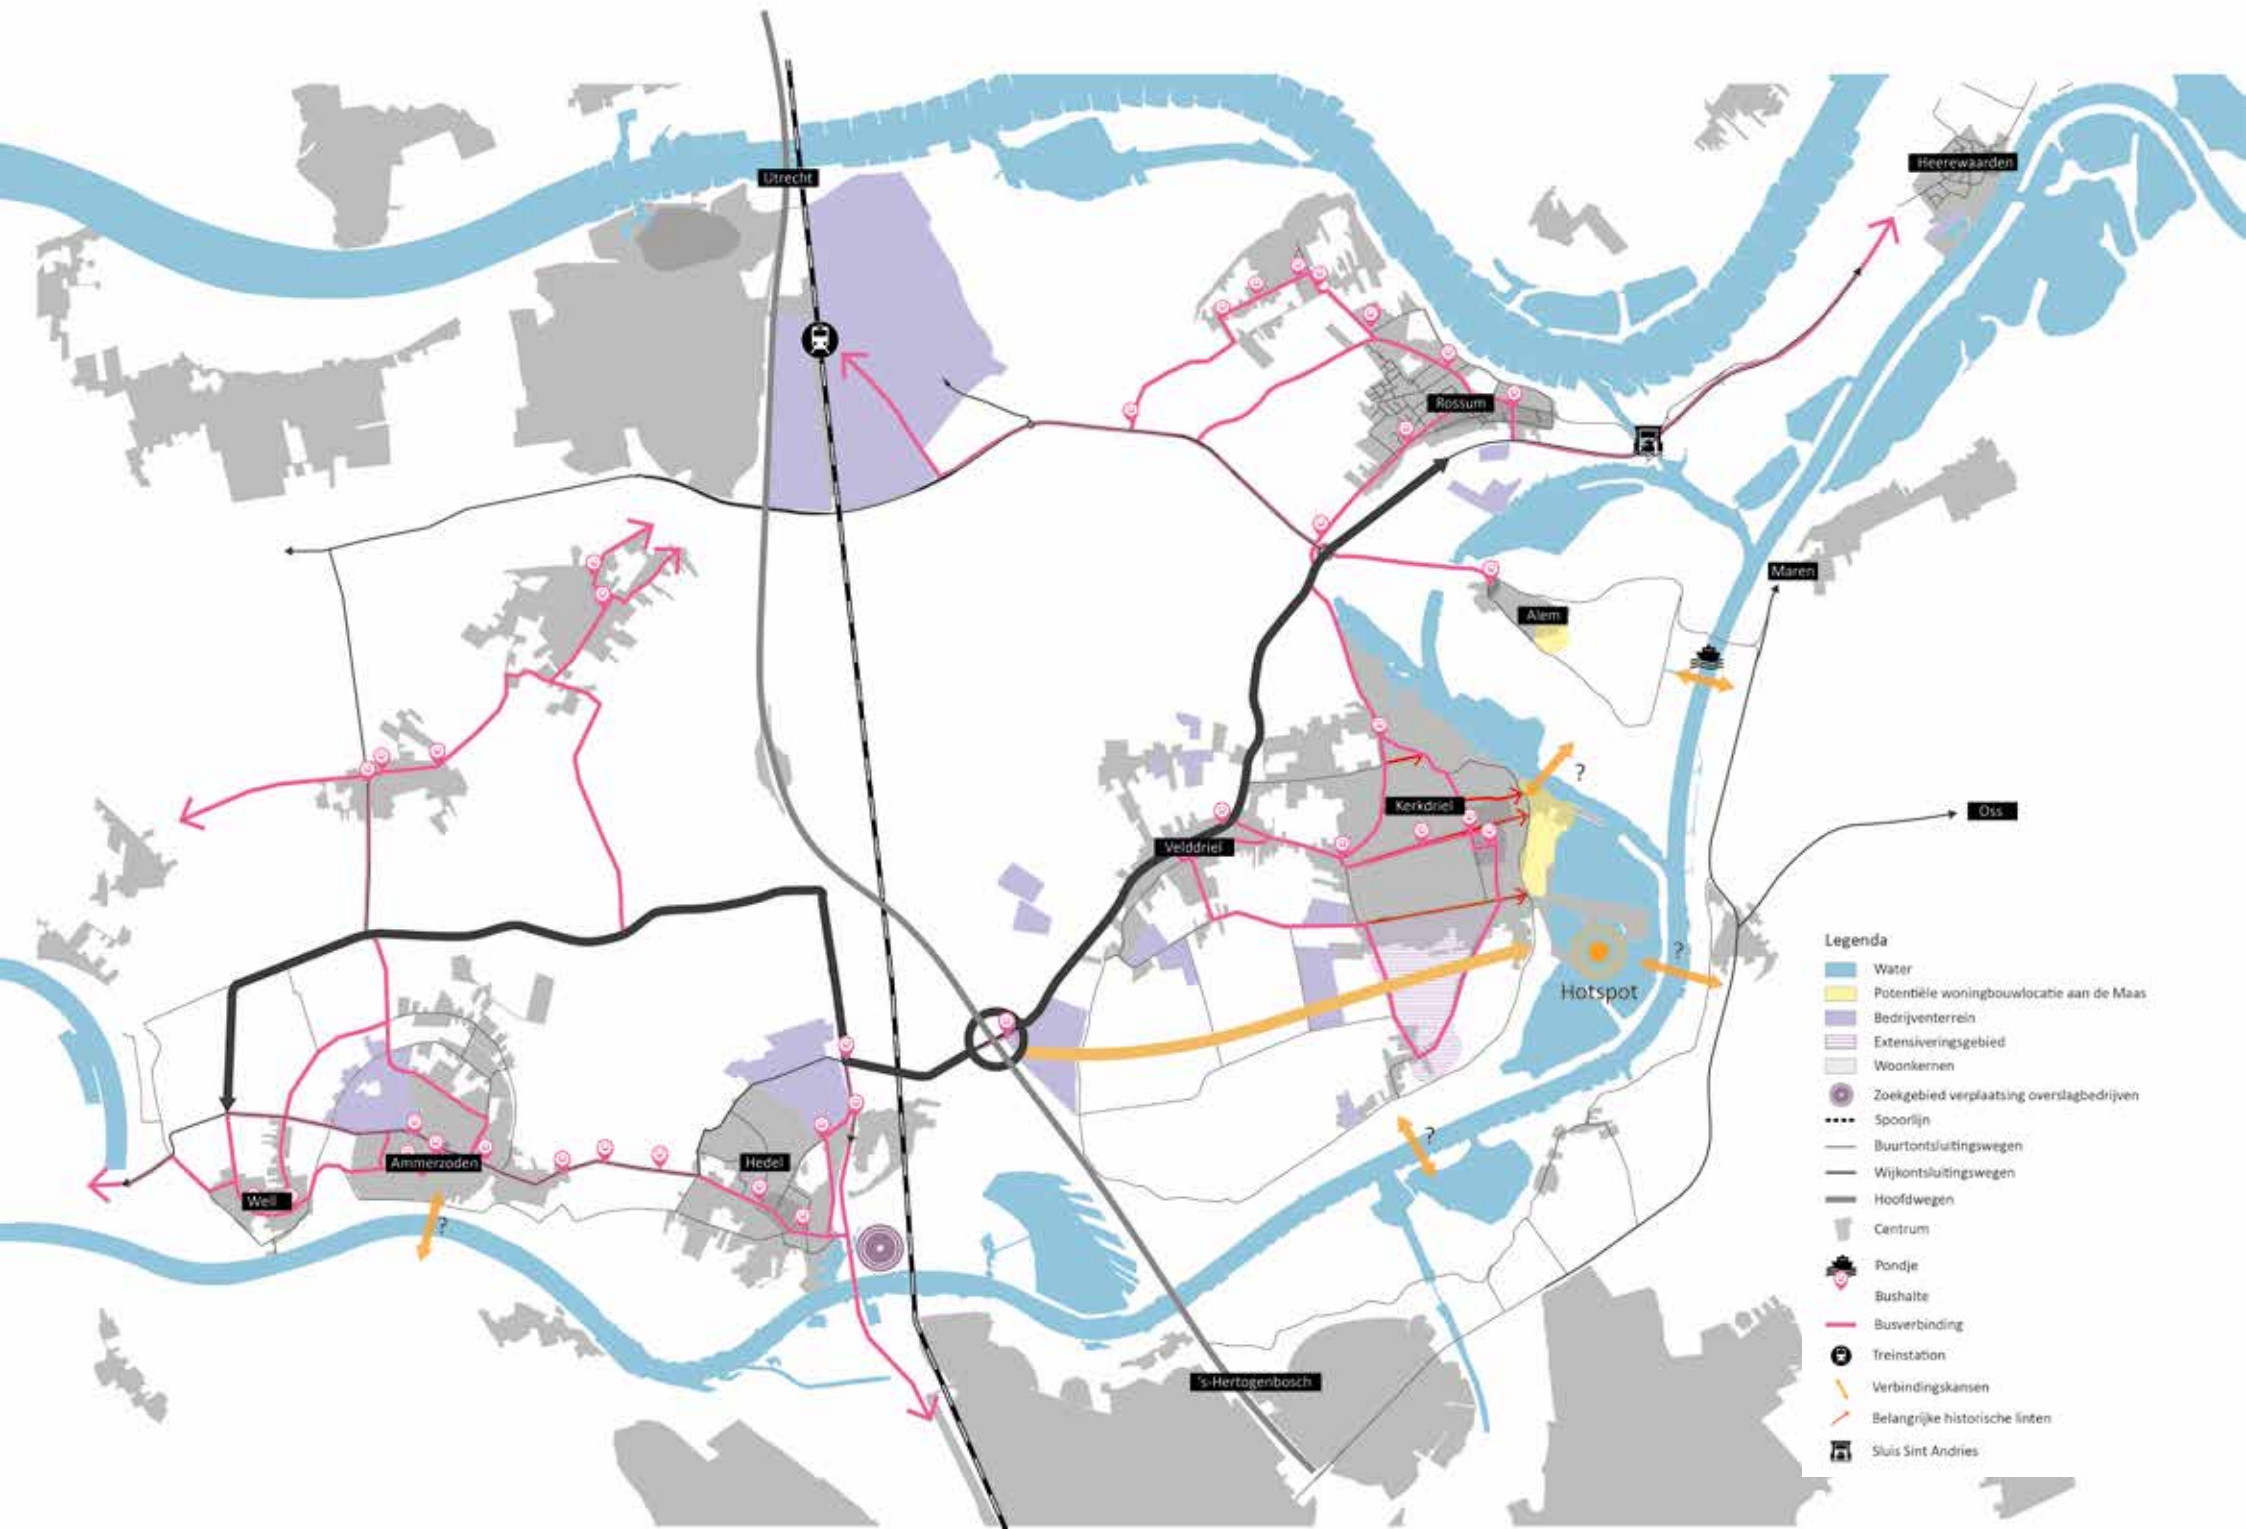 Heerewaarden
Utrecht
Rossum
Maren
Alem
?
Kerkdriel
Oss
Velddriel
?
Hotspot
?
Ammerzoden
Hedel
Well
?
's-Hertogenbosch
Legenda
Water
Potentiële woningbouwlocatie aan de Maas
Bedrijventerrein
Extensiveringsgebied
Woonkernen
Zoekgebied verplaatsing overslagbedrijven
Spoorlijn
Buurtontsluitingswegen
Wijkontsluitingswegen
Hoofdwegen
Centrum
Pondje
Bushalte
Busverbinding
Treinstation
Verbindingskansen
Belangrijke historische linten
Sluis Sint Andries